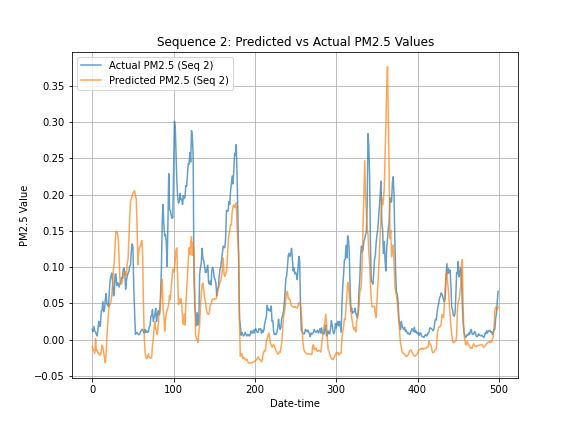 Sequence 2: Predicted vs Actual PM2.5 Values
Actual PM2.5 (Seq 2)
Predicted PM2.5 (Seq 2)
0.35
0.30
0.25
0.20
0.15
0.10
0.05
0.00
−0.05
PM2.5 Value
0 100 200 300 400 500
Date-time